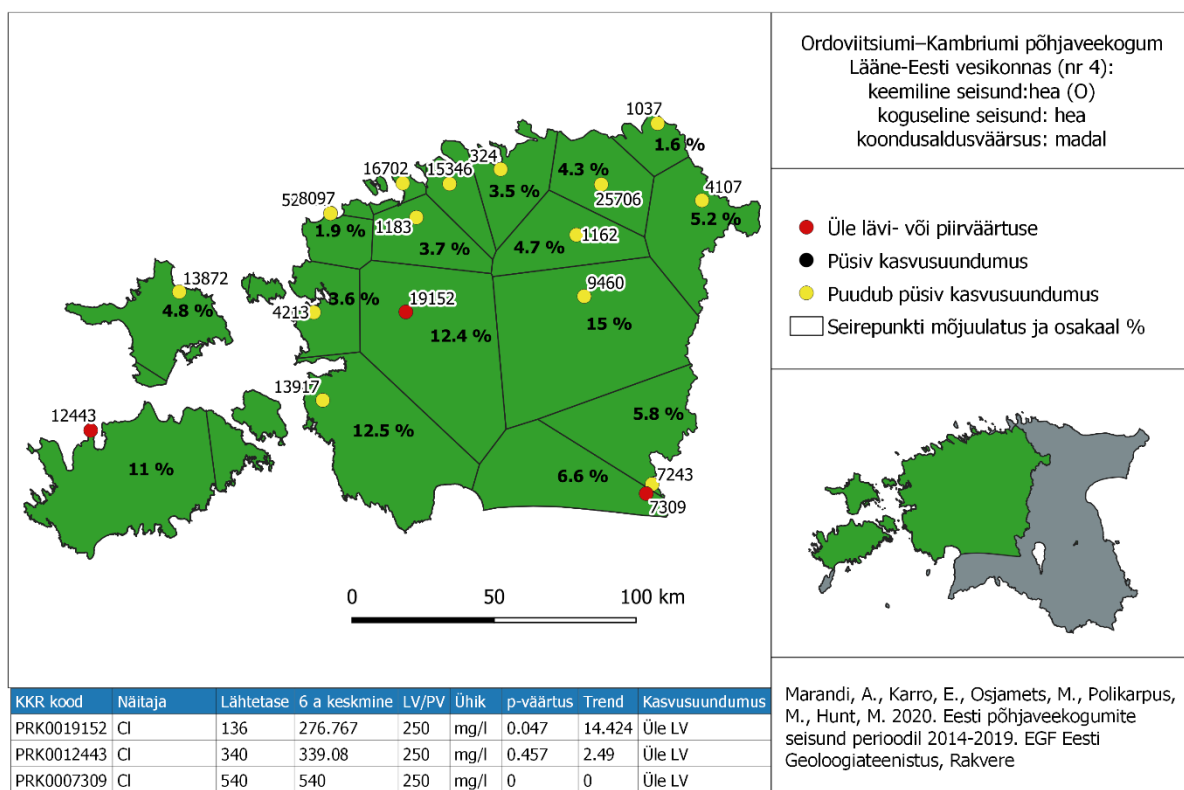 Ordoviitsiumi–Kambriumi põhjaveekogum
Lääne-Eesti vesikonnas (nr 4):
keemiline seisund:hea (O)
koguseline seisund: hea
koondusaldusväärsus: madal
1037
1.6 %
324
4.3 %
16702
15346
3.5 %
25706
4107
5.2 %
8097
1183
1162
1.9 %
3.7 %
4.7 %
13872
9460
3.6 %
19152
4.8 %
4213
15 %
12.4 %
13917
12443
5.8 %
12.5 %
11 %
6.6 %
7243
7309
0 50 100 km
Üle lävi- või piirväärtuse
Püsiv kasvusuundumus
Puudub püsiv kasvusuundumus
Seirepunkti mõjuulatus ja osakaal %
KKR kood Näitaja Lähtetase 6 a keskmine LV/PV Ühik p-väärtus Trend Kasvusuundumus
PRK0019152 Cl 136 276.767 250 mg/l 0.047 14.424 Üle LV
PRK0012443 Cl 340 339.08 250 mg/l 0.457 2.49 Üle LV
PRK0007309 Cl 540 540 250 mg/l 0 0 Üle LV
Marandi, A., Karro, E., Osjamets, M., Polikarpus,
M., Hunt, M. 2020. Eesti põhjaveekogumite
seisund perioodil 2014-2019. EGF Eesti
Geoloogiateenistus, Rakvere